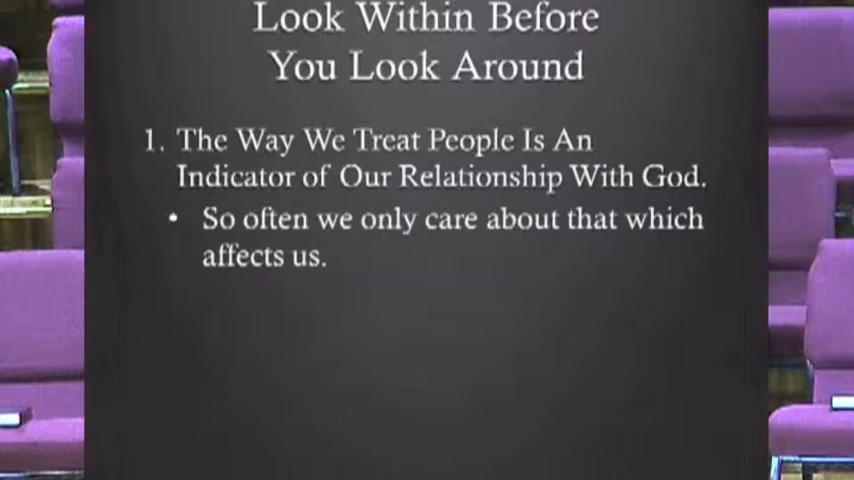 Look Within Before
You Look Around
1. The Way We Treat People Is An
Indicator of Our Relationship With God.
• So often we only care about that which
affects us.